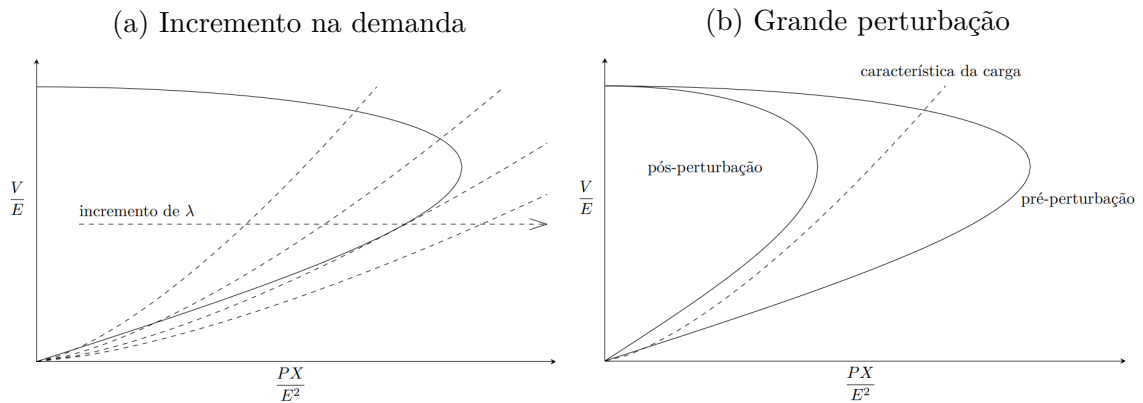 (a) Incremento na demanda
V
E
incremento de λ
PX
E²
(b) Grande perturbação
característica da carga
V
E
pós-perturbação
pré-perturbação
PX
E²